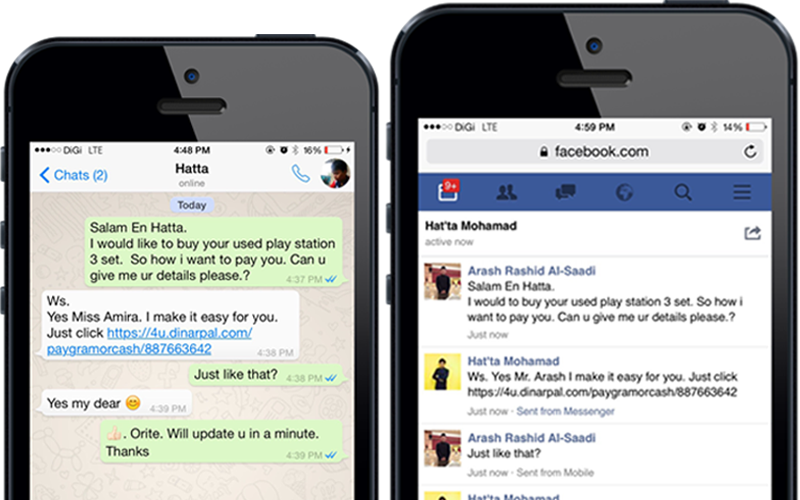 DiGi LTE 4:48 PM 16%
Chats (2) Hatta
online
Today
Salam En Hatta.
I would like to buy your used play station
3 set. So how i want to pay you. Can u
give me ur details please.? 4:37 PM
Ws.
Yes Miss Amira. I make it easy for you.
Just click https://4u.dinarpal.com/
paygramorcash/887663642 4:38 PM
Just like that? 4:38 PM
Yes my dear 😊 4:39 PM
👍🏻. Orite. Will update u in a minute.
Thanks 4:39 PM
DiGi LTE 4:59 PM 14%
facebook.com
9+
Hat'ta Mohamad
active now
Arash Rashid Al-Saadi
Salam En Hatta.
I would like to buy your used play station 3 set. So how i
want to pay you. Can u give me ur details please.?
Just now
Hat'ta Mohamad
Ws. Yes Mr. Arash I make it easy for you. Just click
https://4u.dinarpal.com/paygramorcash/887663642
Just now · Sent from Messenger
Arash Rashid Al-Saadi
Just like that?
Just now · Sent from Mobile
Hat'ta Mohamad